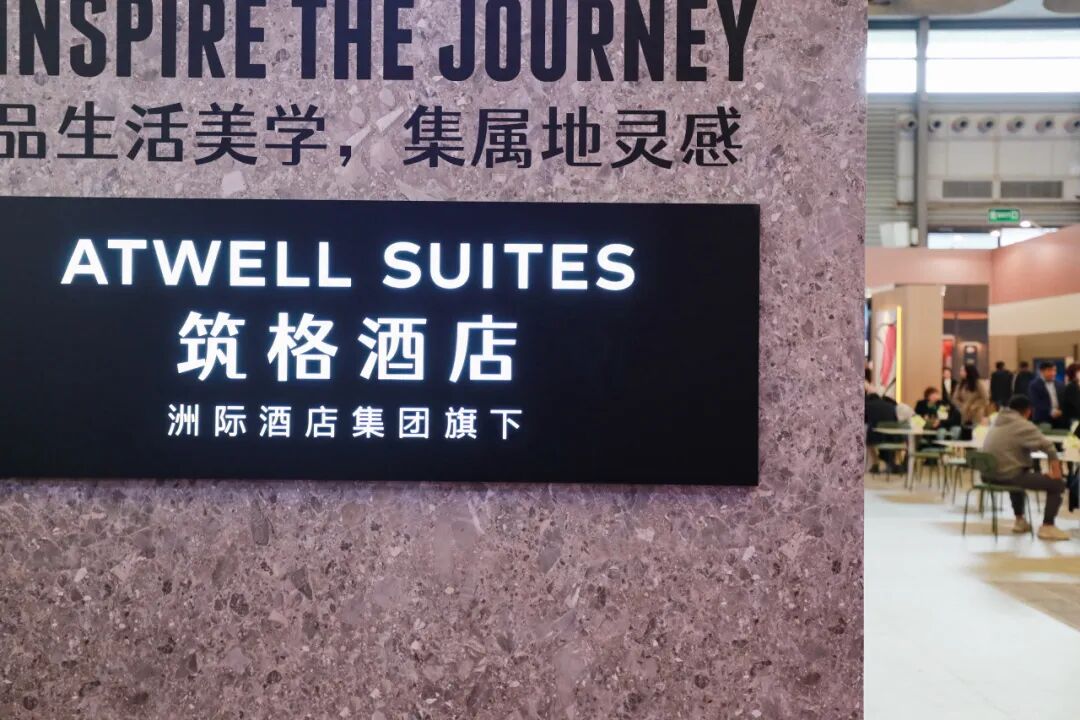 INSPIRE THE JOURNEY
品生活美学，集属地灵感
ATWELL SUITES
筑格酒店
洲际酒店集团旗下